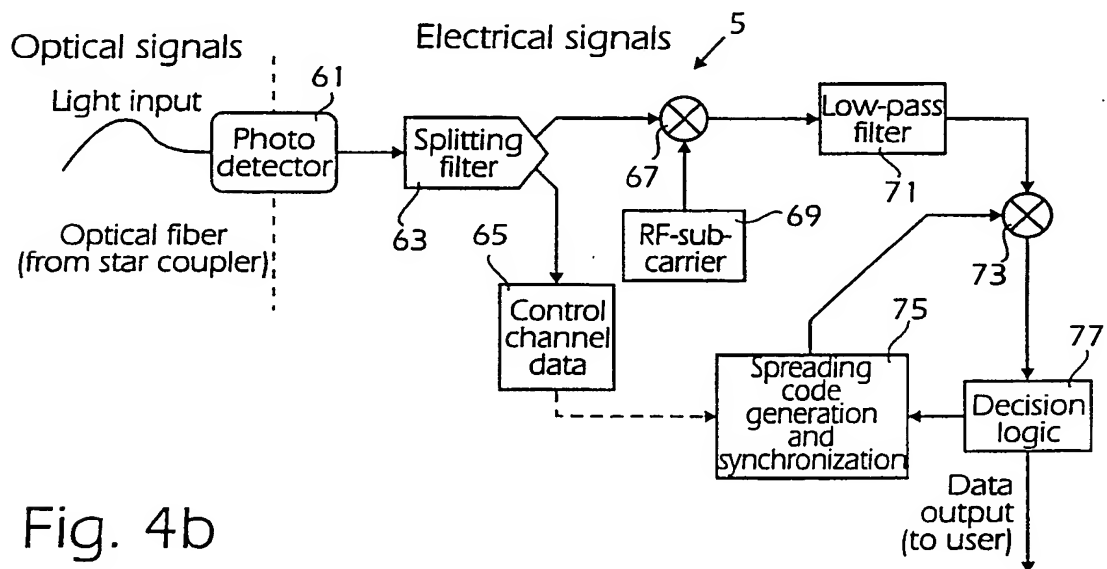 Optical signals
Electrical signals
5
Light input
61
Photo
detector
Splitting
filter
63
67
Low-pass
filter
71
69
RF-sub-
carrier
73
Optical fiber
(from star coupler)
65
Control
channel
data
75
Spreading
code
generation
and
synchronization
77
Decision
logic
Data
output
(to user)
Fig. 4b